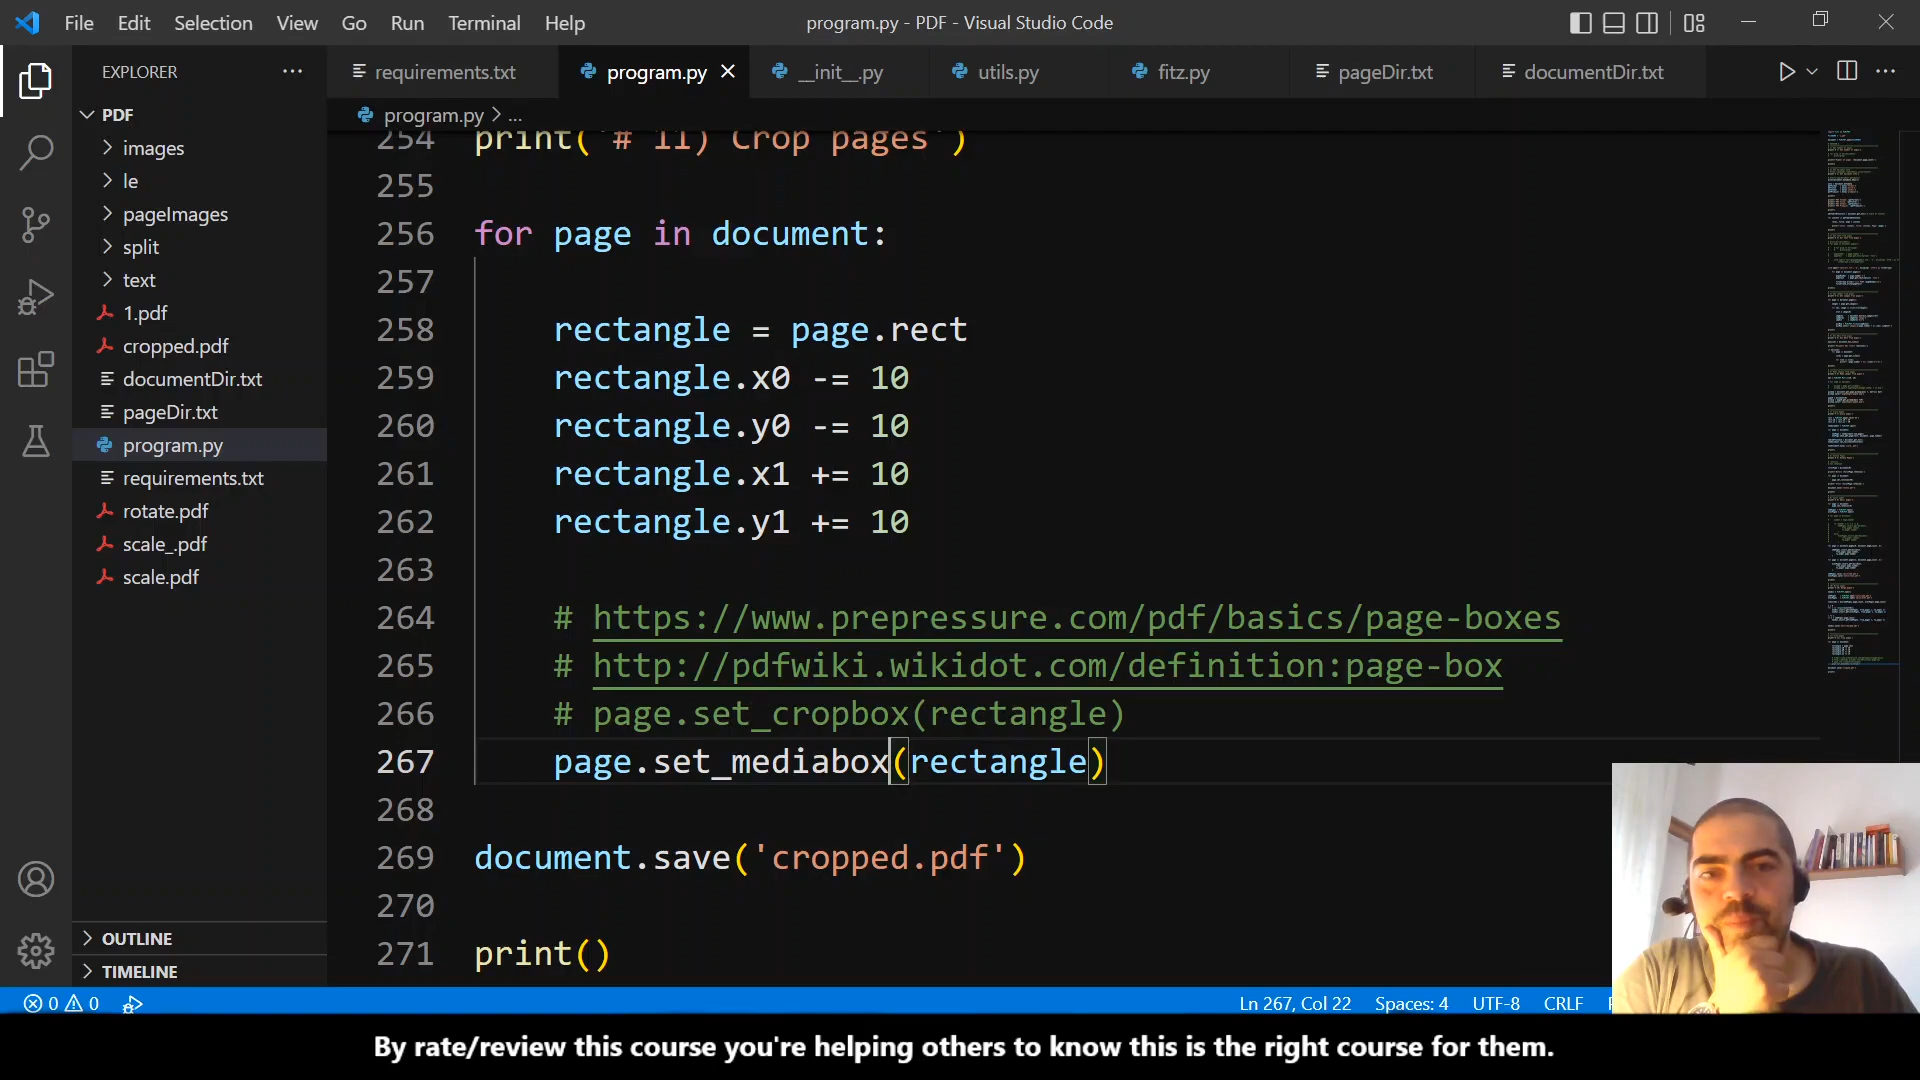 File Edit Selection View Go Run Terminal Help program.py - PDF - Visual Studio Code
EXPLORER ... requirements.txt program.py __init__.py utils.py fitz.py pageDir.txt documentDir.txt
program.py > ...
PDF
images
le
pageImages
split
text
1.pdf
cropped.pdf
documentDir.txt
pageDir.txt
program.py
requirements.txt
rotate.pdf
scale_.pdf
scale.pdf
OUTLINE
TIMELINE
254 print('# 11) Crop pages')
255
256 for page in document:
257
258 rectangle = page.rect
259 rectangle.x0 -= 10
260 rectangle.y0 -= 10
261 rectangle.x1 += 10
262 rectangle.y1 += 10
263
264 # https://www.prepressure.com/pdf/basics/page-boxes
265 # http://pdfwiki.wikidot.com/definition:page-box
266 # page.set_cropbox(rectangle)
267 page.set_mediabox(rectangle)
268
269 document.save('cropped.pdf')
270
271 print()
0 0 Ln 267, Col 22 Spaces: 4 UTF-8 CRLF
By rate/review this course you're helping others to know this is the right course for them.